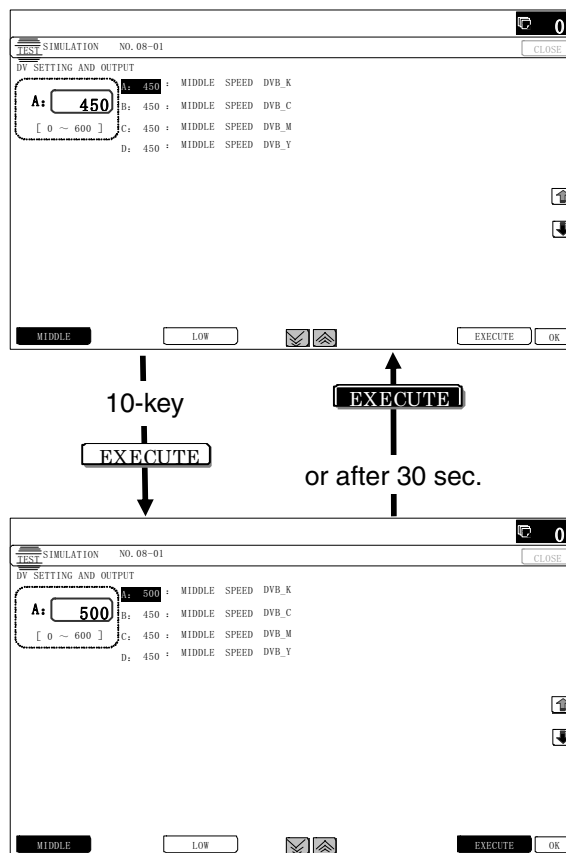 0
TEST SIMULATION NO.08-01 CLOSE
DV SETTING AND OUTPUT
A: 450 [ 0 ~ 600 ]
A: 450 : MIDDLE SPEED DVB_K
B: 450 : MIDDLE SPEED DVB_C
C: 450 : MIDDLE SPEED DVB_M
D: 450 : MIDDLE SPEED DVB_Y
MIDDLE LOW EXECUTE OK
10-key
EXECUTE
EXECUTE
or after 30 sec.
0
TEST SIMULATION NO.08-01 CLOSE
DV SETTING AND OUTPUT
A: 500 [ 0 ~ 600 ]
A: 500 : MIDDLE SPEED DVB_K
B: 450 : MIDDLE SPEED DVB_C
C: 450 : MIDDLE SPEED DVB_M
D: 450 : MIDDLE SPEED DVB_Y
MIDDLE LOW EXECUTE OK